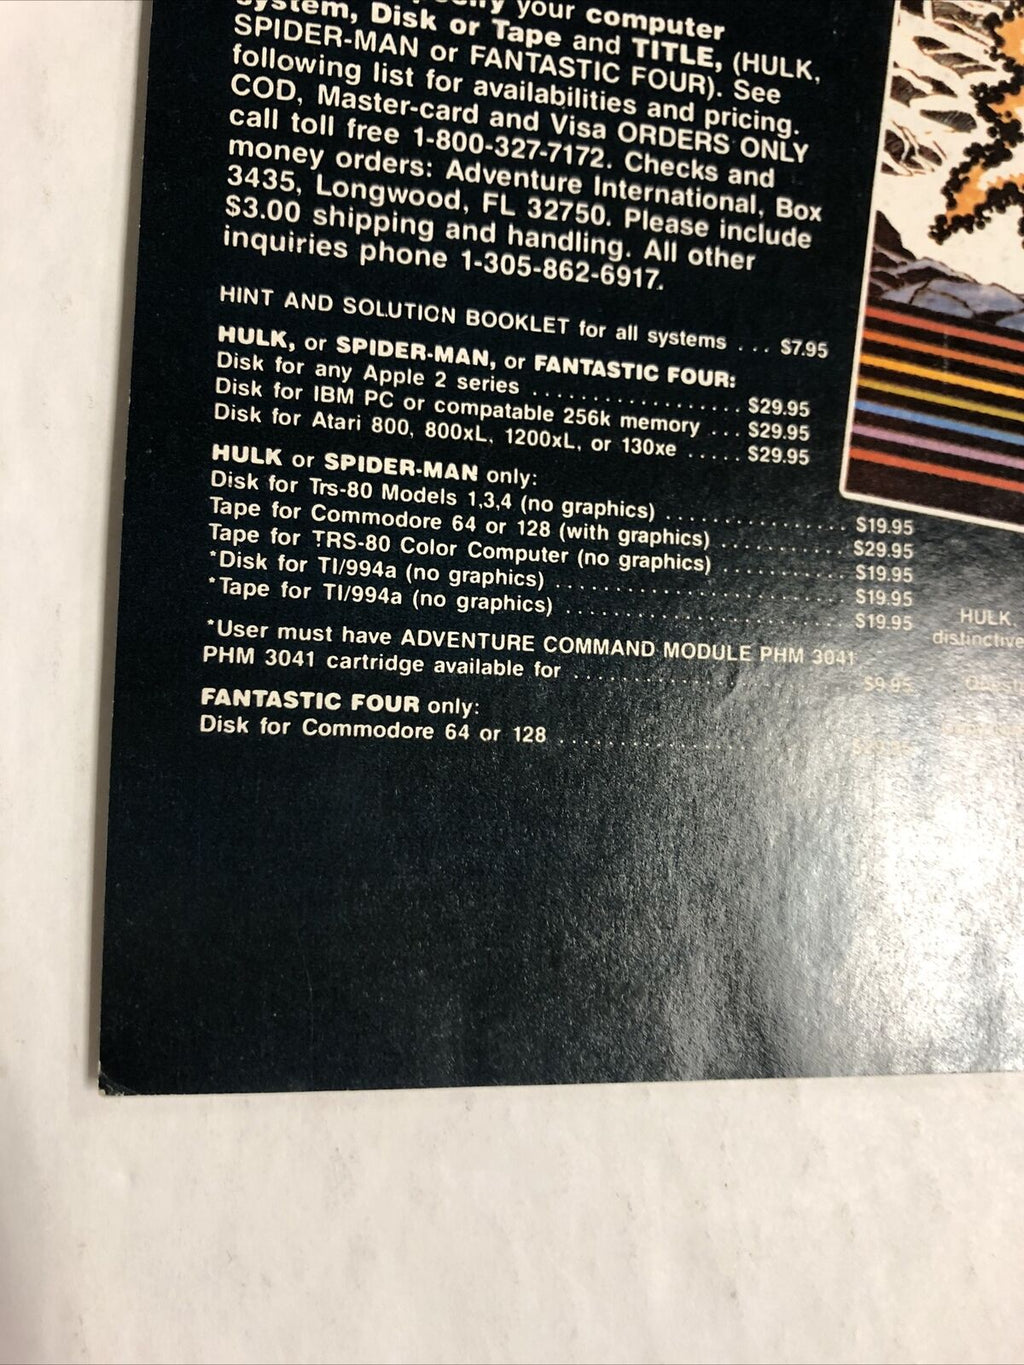 your computer
system, Disk or Tape and TITLE, (HULK,
SPIDER-MAN or FANTASTIC FOUR). See
following list for availabilities and pricing.
COD, Master-card and Visa ORDERS ONLY
call toll free 1-800-327-7172. Checks and
money orders: Adventure International, Box
3435, Longwood, FL 32750. Please include
$3.00 shipping and handling. All other
inquiries phone 1-305-862-6917.
HINT AND SOLUTION BOOKLET for all systems ... $7.95
HULK, or SPIDER-MAN, or FANTASTIC FOUR:
Disk for any Apple 2 series .................. $29.95
Disk for IBM PC or compatable 256k memory ... $29.95
Disk for Atari 800, 800xL, 1200xL, or 130xe ..... $29.95
HULK or SPIDER-MAN only:
Disk for Trs-80 Models 1,3,4 (no graphics) ............... $19.95
Tape for Commodore 64 or 128 (with graphics) ........... $29.95
Tape for TRS-80 Color Computer (no graphics) ........... $19.95
*Disk for TI/994a (no graphics) ......................... $19.95
*Tape for TI/994a (no graphics) ........................ $19.95
*User must have ADVENTURE COMMAND MODULE PHM 3041
PHM 3041 cartridge available for ........................ $9.95
FANTASTIC FOUR only:
Disk for Commodore 64 or 128 .........................
HULK,
distinctive